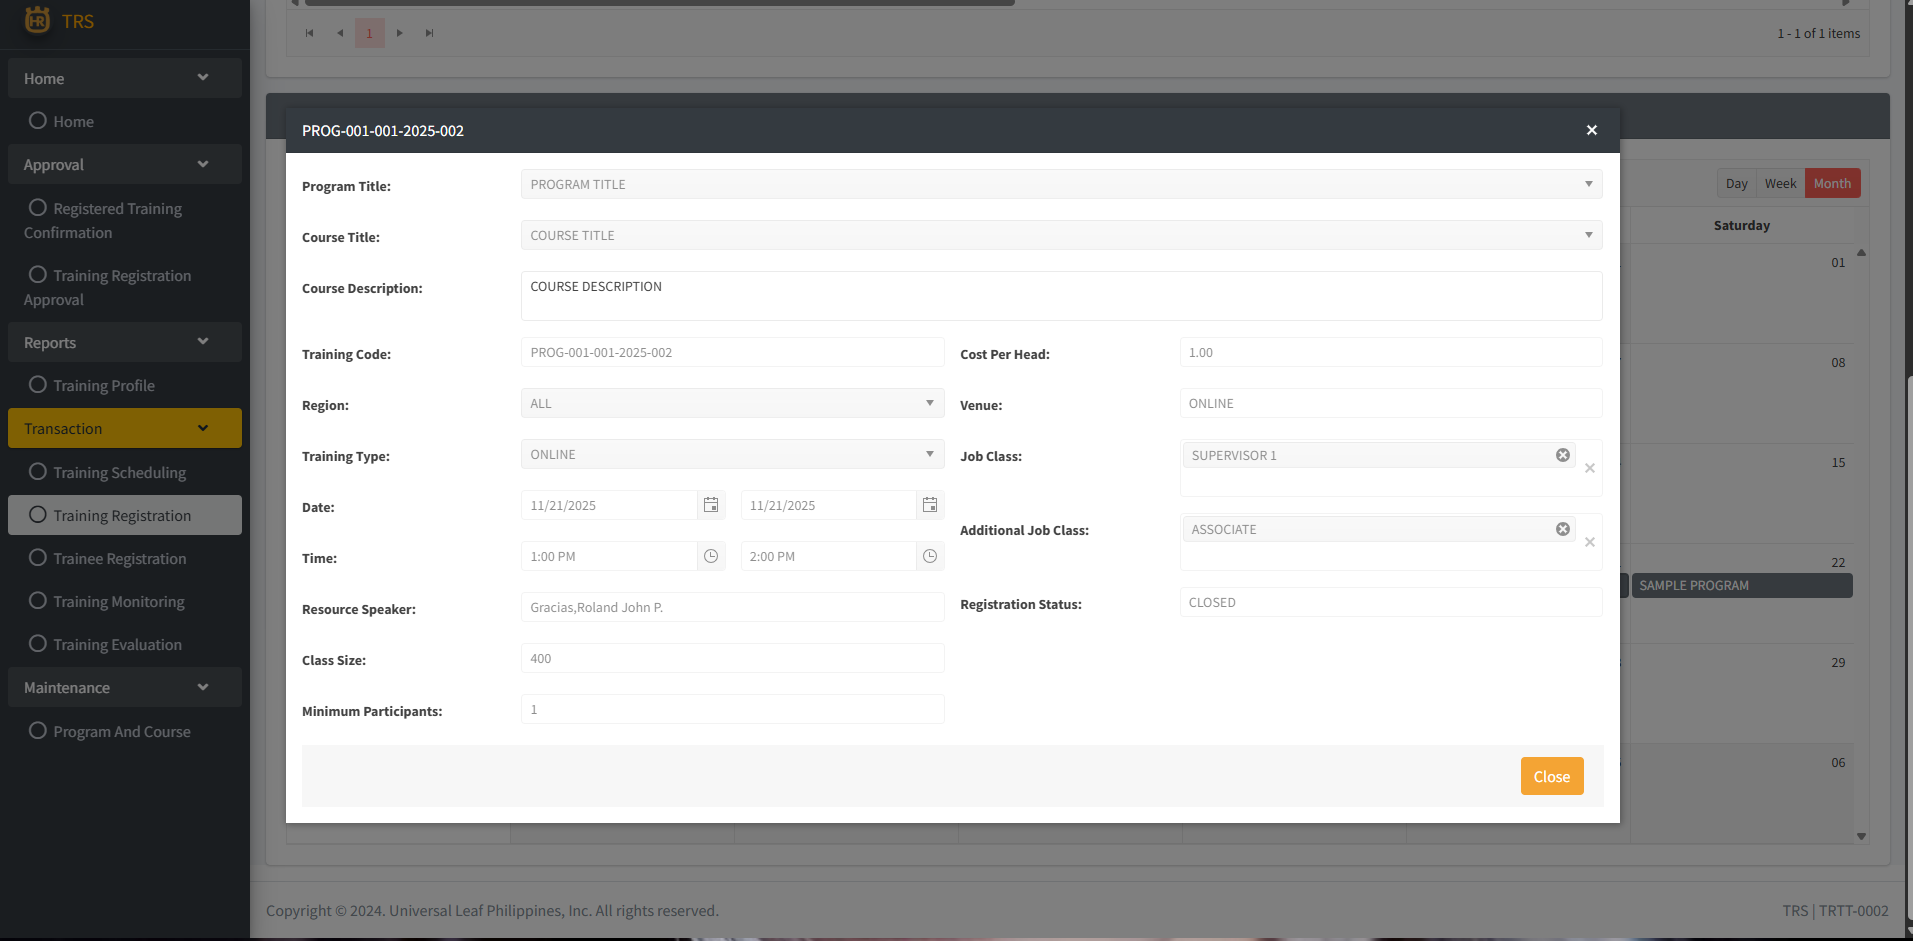 HR TRS
Home
Home
Approval
Registered Training
Confirmation
Training Registration
Approval
Reports
Training Profile
Transaction
Training Scheduling
Training Registration
Trainee Registration
Training Monitoring
Training Evaluation
Maintenance
Program And Course
1
1 - 1 of 1 items
PROG-001-001-2025-002
Program Title: PROGRAM TITLE
Course Title: COURSE TITLE
Course Description: COURSE DESCRIPTION
Training Code: PROG-001-001-2025-002
Cost Per Head: 1.00
Region: ALL
Venue: ONLINE
Training Type: ONLINE
Job Class: SUPERVISOR 1
Date: 11/21/2025 11/21/2025
Additional Job Class: ASSOCIATE
Time: 1:00 PM 2:00 PM
Resource Speaker: Gracias,Roland John P.
Registration Status: CLOSED
Class Size: 400
Minimum Participants: 1
Close
Day Week Month
Saturday
01
08
15
22
SAMPLE PROGRAM
29
06
Copyright © 2024. Universal Leaf Philippines, Inc. All rights reserved.
TRS | TRTT-0002